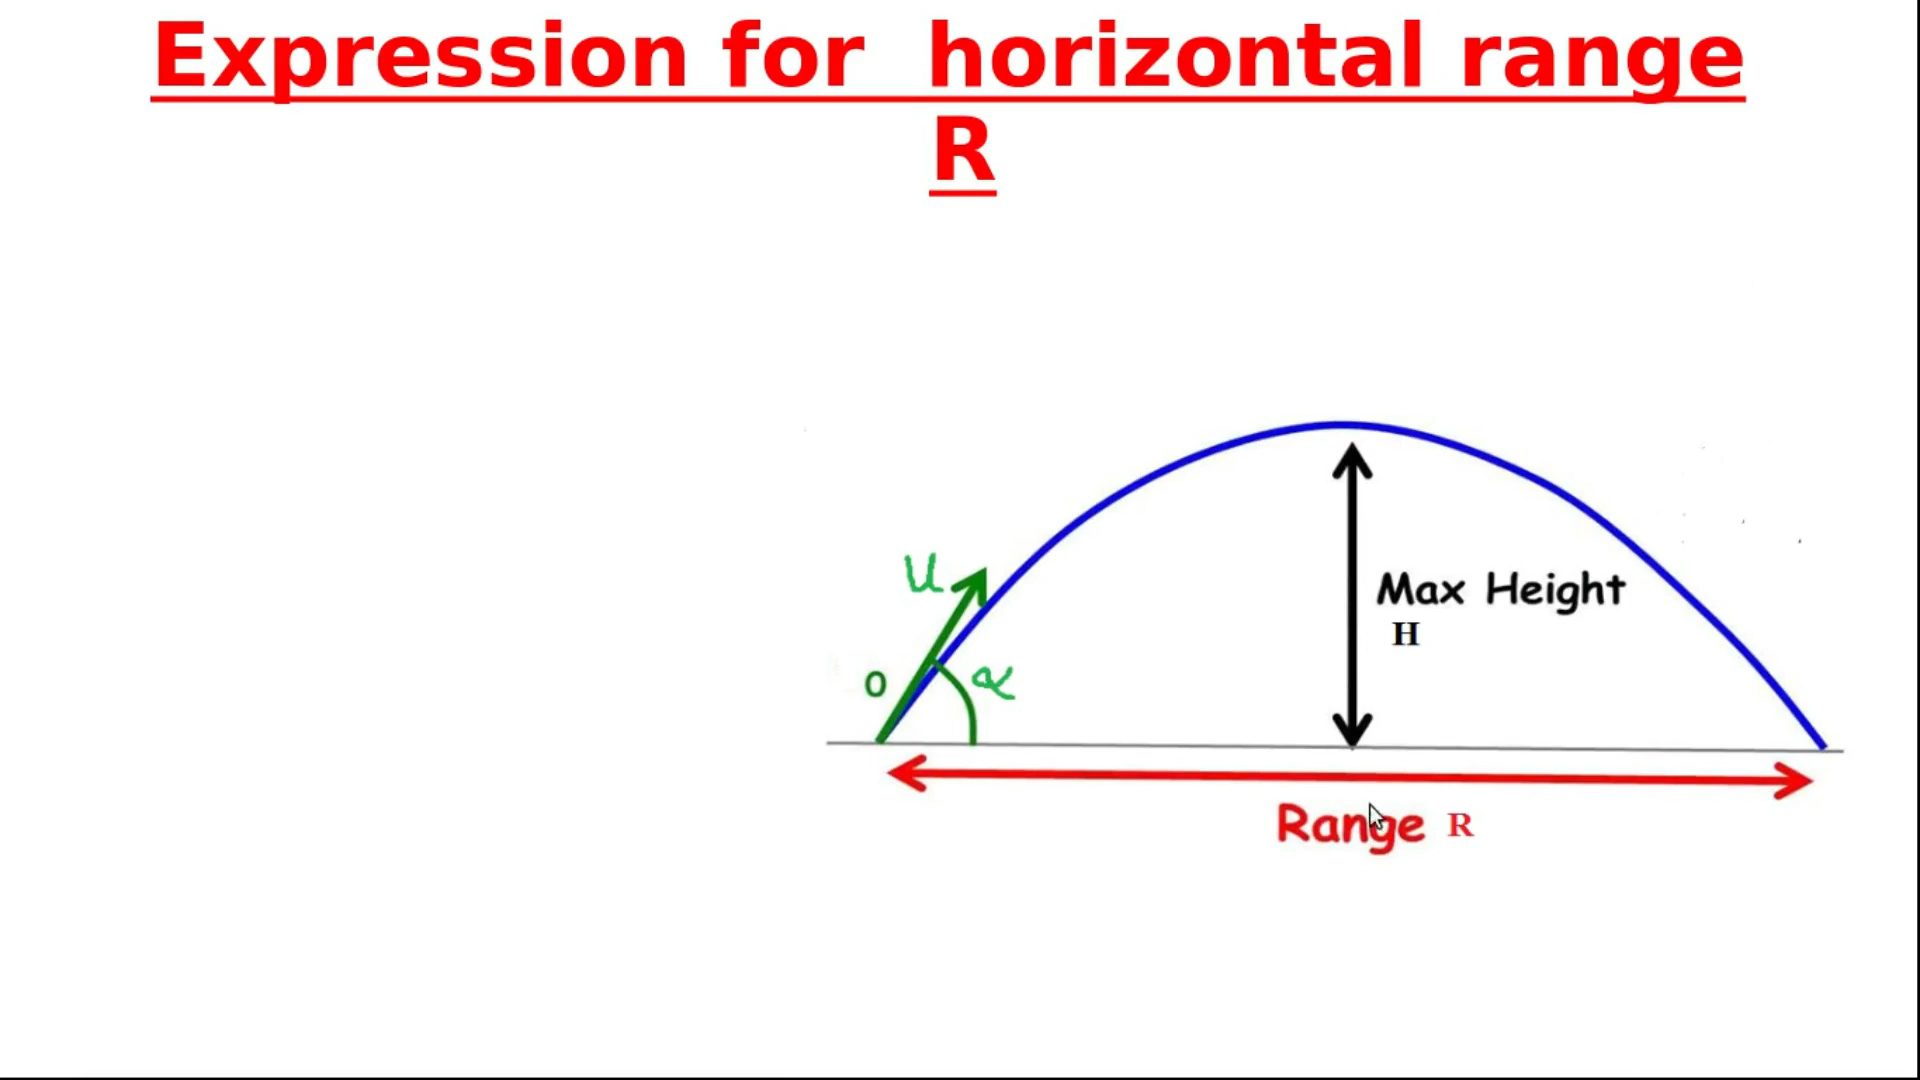 Expression for horizontal range
R
U
Max Height
H
O
α
Range R